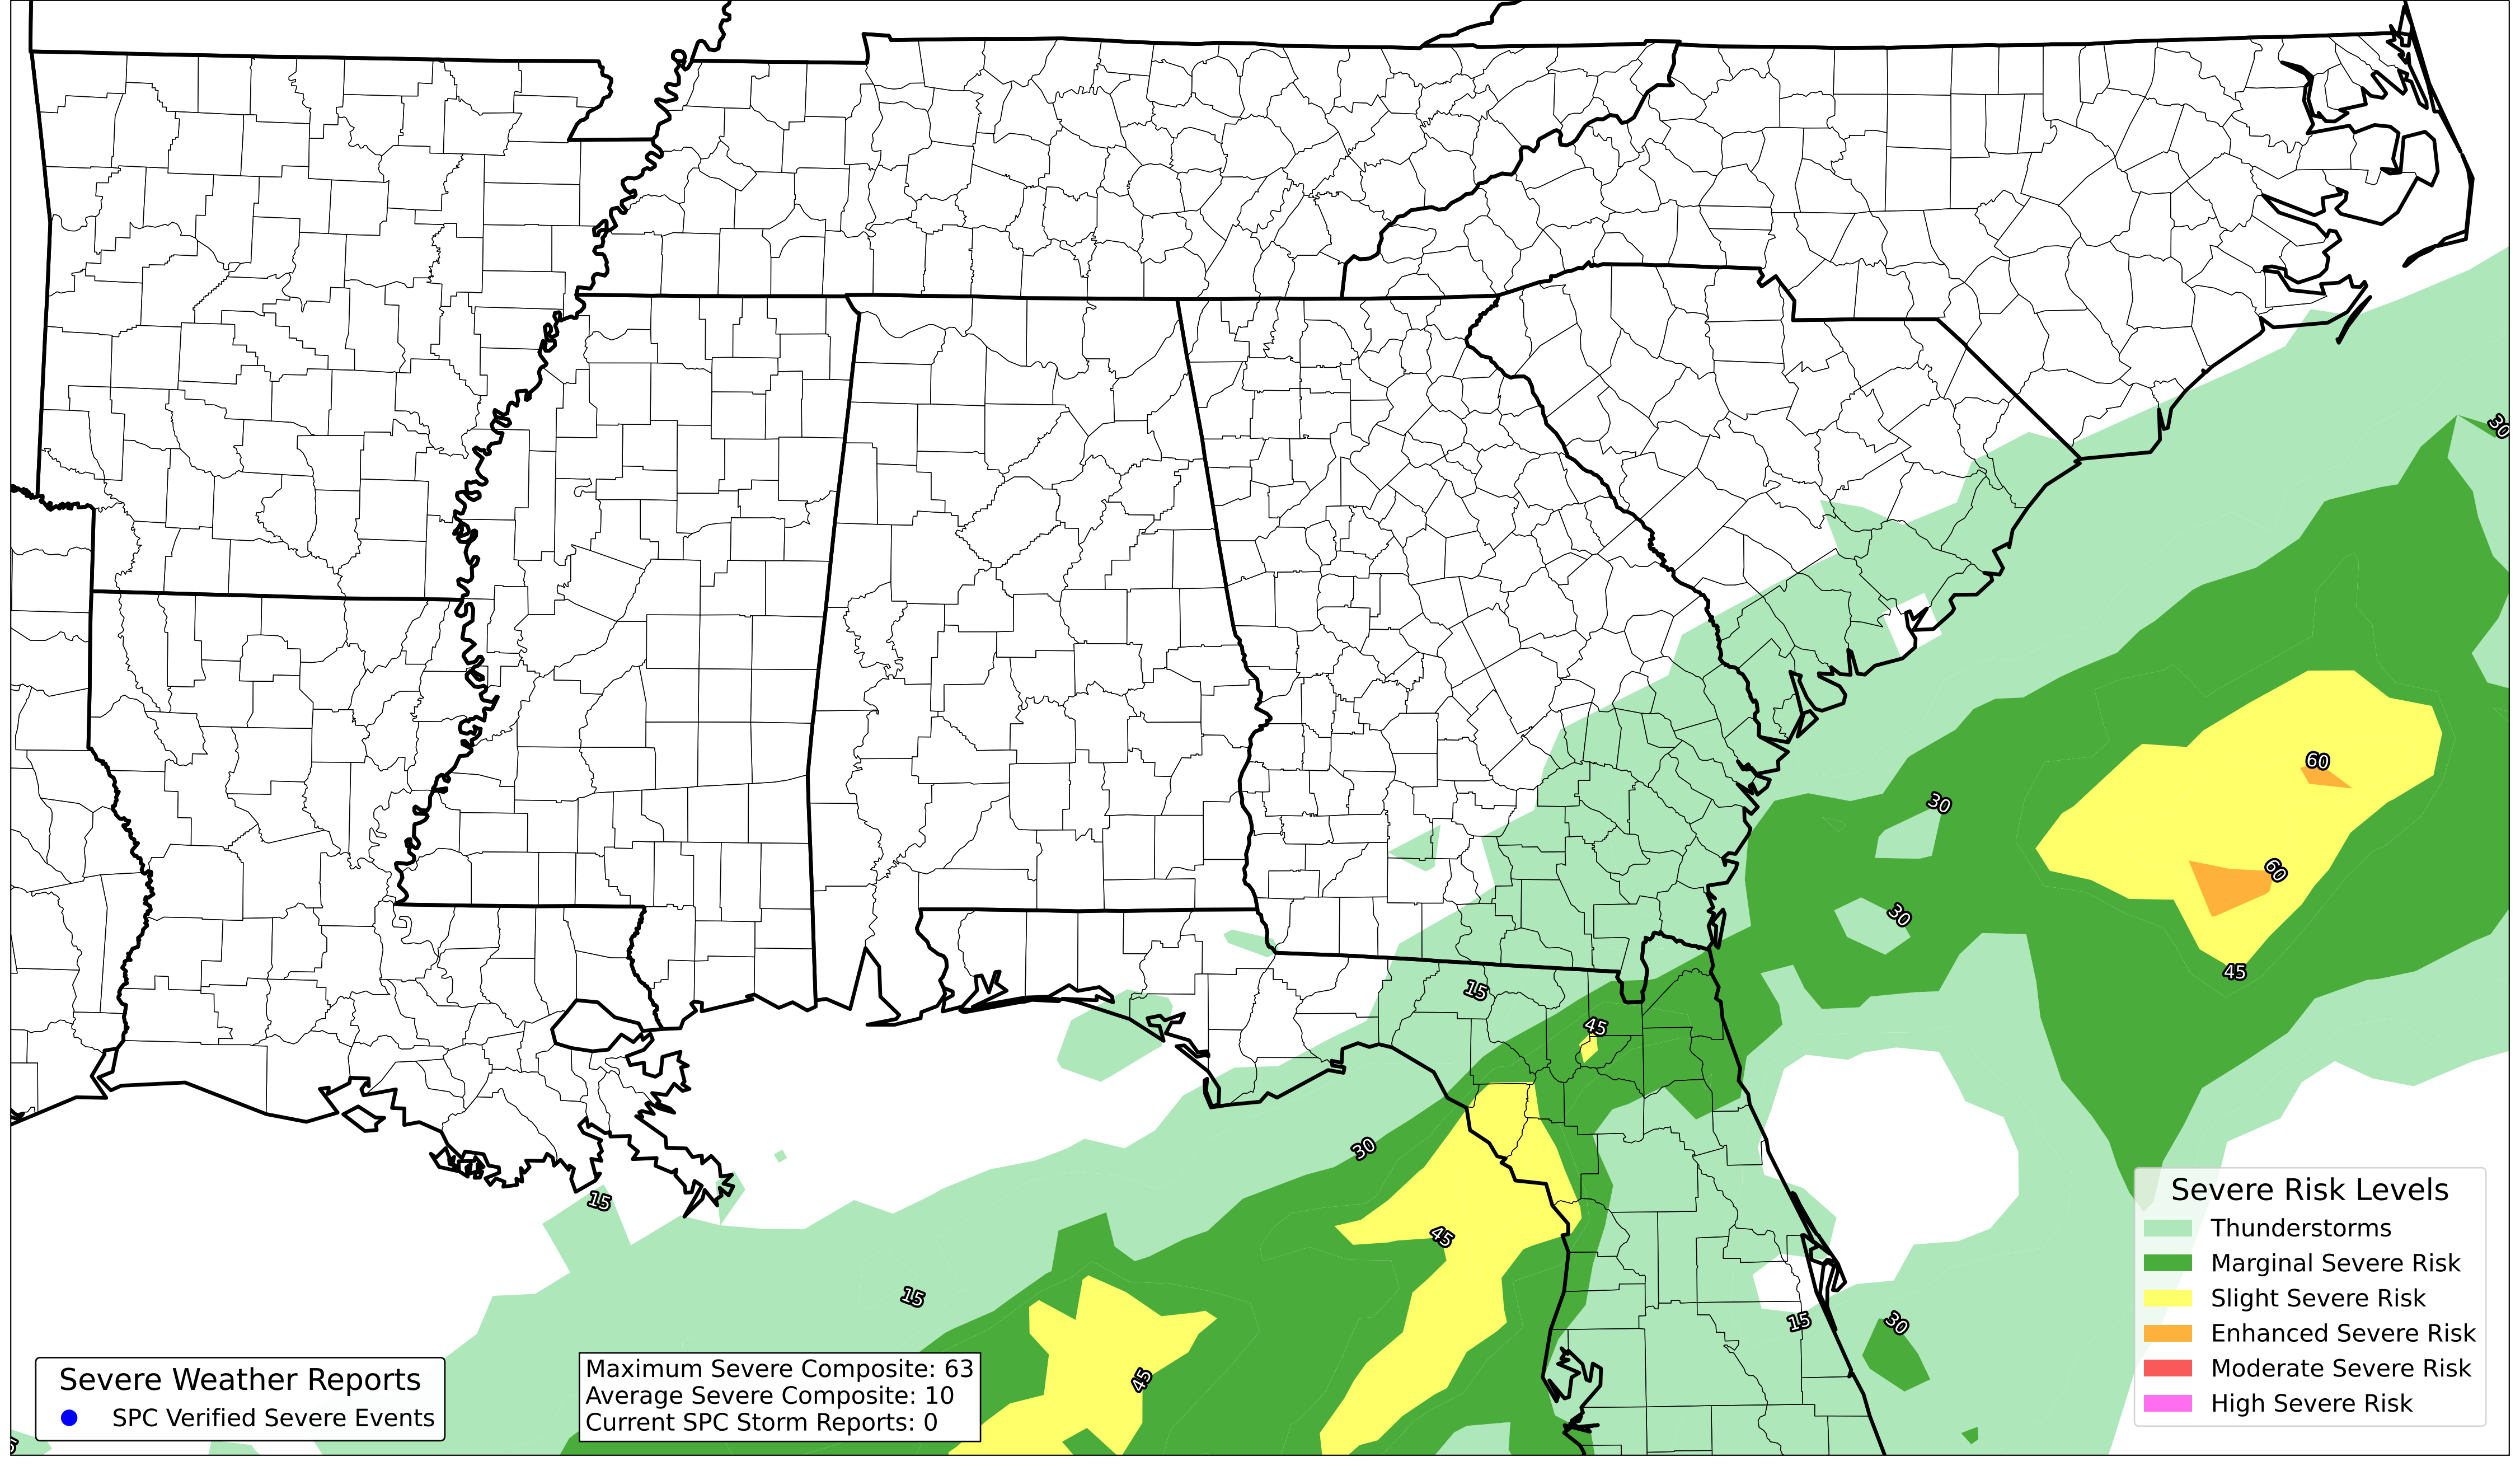 30
60
30
60
30
45
15
45
30
15
45
15
15
30
45
Severe Weather Reports
SPC Verified Severe Events
Maximum Severe Composite: 63
Average Severe Composite: 10
Current SPC Storm Reports: 0
Severe Risk Levels
Thunderstorms
Marginal Severe Risk
Slight Severe Risk
Enhanced Severe Risk
Moderate Severe Risk
High Severe Risk